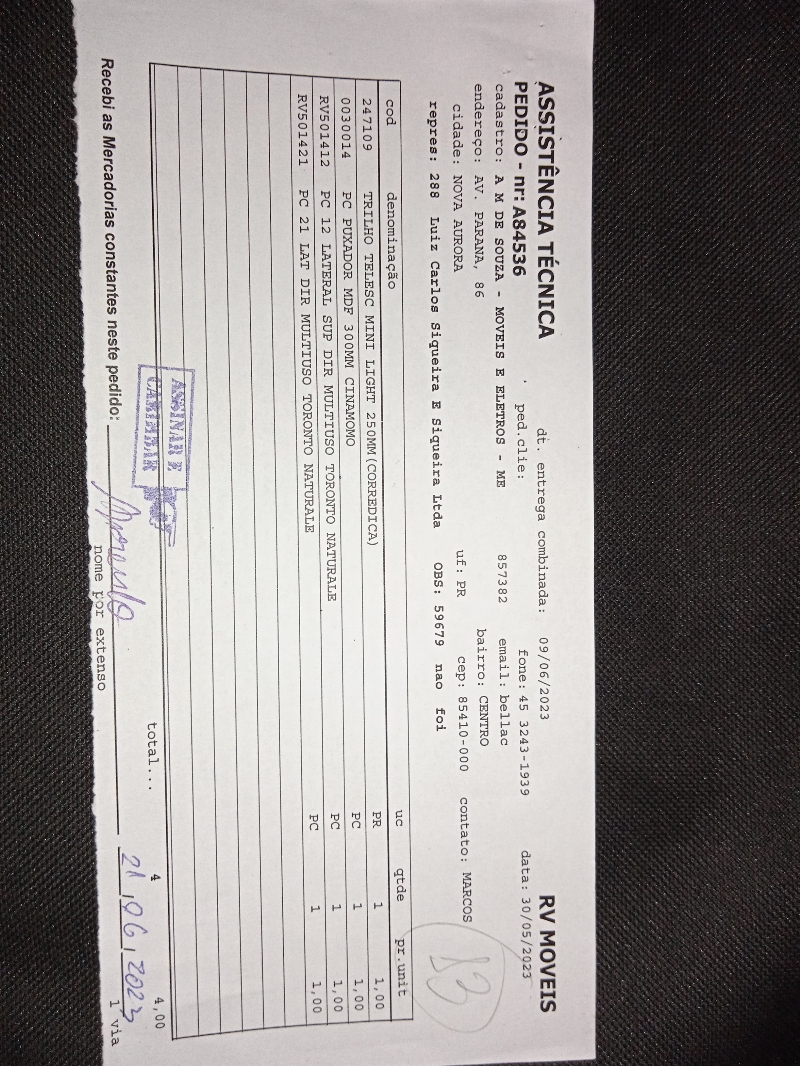 ASSISTÊNCIA TÉCNICA dt. entrega combinada: 09/06/2023 RV MOVEIS
PEDIDO - nr: A84536 ped.clie: fone: 45 3243-1939 data: 30/05/2023
cadastro: A M DE SOUZA - MOVEIS E ELETROS - ME 857382 email: bellac
endereço: AV. PARANA, 86 bairro: CENTRO
cidade: NOVA AURORA uf: PR cep: 85410-000 contato: MARCOS
repres: 288 Luiz Carlos Siqueira E Siqueira Ltda OBS: 59679 nao foi
13
cod denominação uc qtde pr.unit
247109 TRILHO TELESC MINI LIGHT 250MM(CORREDICA) PR 1 1,00
0030014 PC PUXADOR MDF 300MM CINAMOMO PC 1 1,00
RV501412 PC 12 LATERAL SUP DIR MULTIUSO TORONTO NATURALE PC 1 1,00
RV501421 PC 21 LAT DIR MULTIUSO TORONTO NATURALE PC 1 1,00
ASSINAR E
CARIMBAR
total... 4 4,00
Recebi as Mercadorias constantes neste pedido: 21/06/2023
nome por extenso 1 via